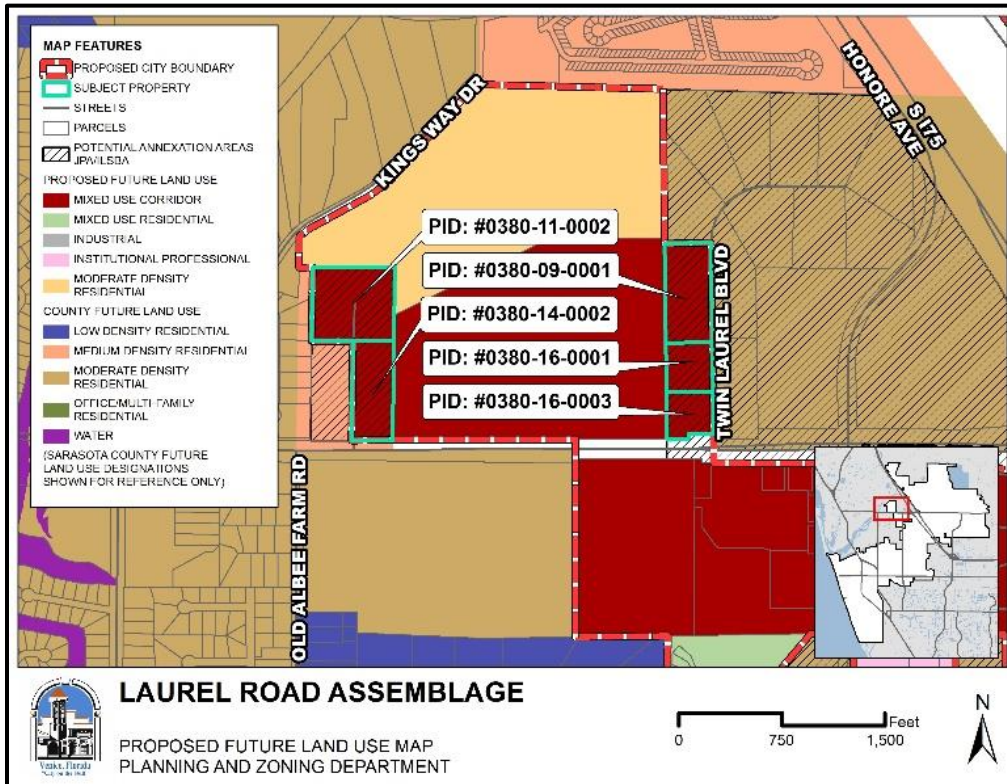 MAP FEATURES
PROPOSED CITY BOUNDARY
SUBJECT PROPERTY
STREETS
PARCELS
POTENTIAL ANNEXATION AREAS
JPA/ILSBA
PROPOSED FUTURE LAND USE
MIXED USE CORRIDOR
MIXED USE RESIDENTIAL
INDUSTRIAL
INSTITUTIONAL PROFESSIONAL
MODERATE DENSITY
RESIDENTIAL
COUNTY FUTURE LAND USE
LOW DENSITY RESIDENTIAL
MEDIUM DENSITY RESIDENTIAL
MODERATE DENSITY
RESIDENTIAL
OFFICE/MULTI-FAMILY
RESIDENTIAL
WATER
(SARASOTA COUNTY FUTURE
LAND USE DESIGNATIONS
SHOWN FOR REFERENCE ONLY)
KINGS WAY DR
HONORE AVE
S I75
PID: #0380-11-0002
PID: #0380-09-0001
PID: #0380-14-0002
PID: #0380-16-0001
PID: #0380-16-0003
TWIN LAUREL BLVD
OLD ALBEE FARM RD
LAUREL ROAD ASSEMBLAGE
PROPOSED FUTURE LAND USE MAP
PLANNING AND ZONING DEPARTMENT
Venice, Florida
Feet
0 750 1,500
N